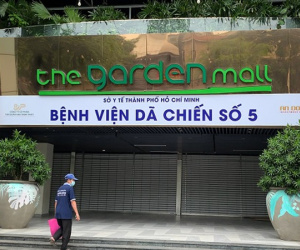 the garden mall
SỞ Y TẾ THÀNH PHỐ HỒ CHÍ MINH
BỆNH VIỆN DÃ CHIẾN SỐ 5